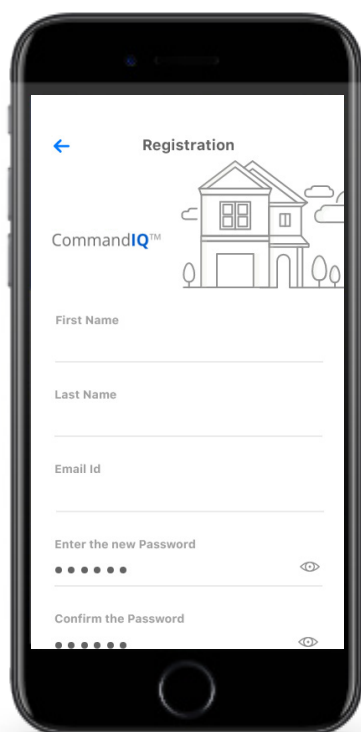 Registration
CommandIQ™
First Name
Last Name
Email Id
Enter the new Password
••••••
Confirm the Password
••••••